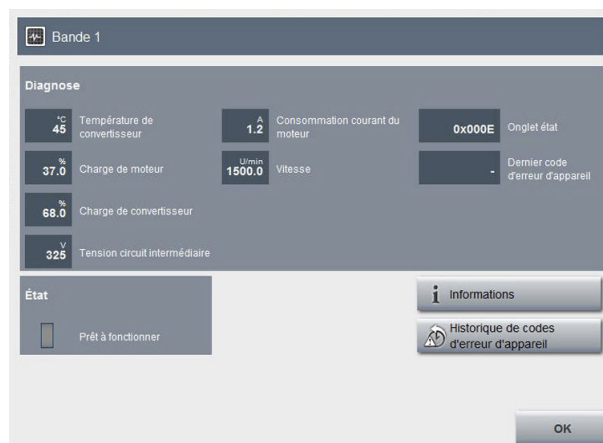 Bande 1
Diagnose
°C
45
Température de
convertisseur
A
1.2
Consommation courant du
moteur
0x000E
Onglet état
%
37.0
Charge de moteur
U/min
1500.0
Vitesse
-
Dernier code
d'erreur d'appareil
%
68.0
Charge de convertisseur
V
325
Tension circuit intermédiaire
État
Prêt à fonctionner
i Informations
Historique de codes
d'erreur d'appareil
OK